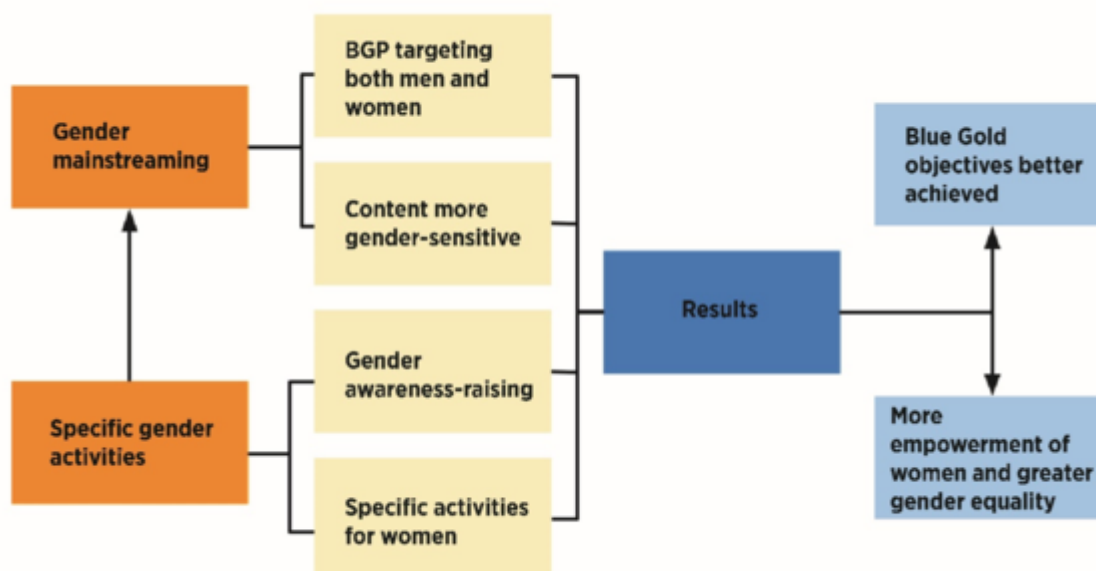 BGP targeting
both men and
women
Gender
mainstreaming
Content more
gender-sensitive
Blue Gold
objectives better
achieved
Results
Gender
awareness-raising
Specific gender
activities
Specific activities
for women
More
empowerment of
women and greater
gender equality